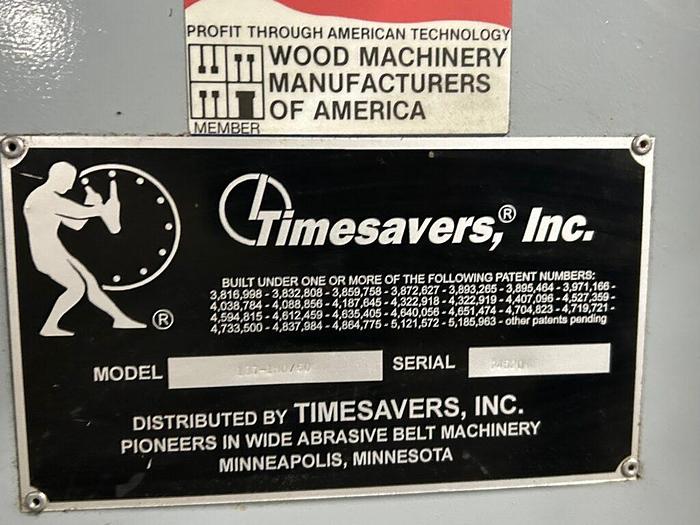 PROFIT THROUGH AMERICAN TECHNOLOGY
WOOD MACHINERY
MANUFACTURERS
OF AMERICA
MEMBER
Timesavers,® Inc.
BUILT UNDER ONE OR MORE OF THE FOLLOWING PATENT NUMBERS:
3,816,998 - 3,832,808 - 3,859,758 - 3,872,627 - 3,893,265 - 3,895,464 - 3,971,166 -
4,038,784 - 4,088,856 - 4,187,645 - 4,322,918 - 4,322,919 - 4,407,096 - 4,527,359 -
4,594,815 - 4,612,459 - 4,635,405 - 4,640,056 - 4,651,474 - 4,704,823 - 4,719,721 -
4,733,500 - 4,837,984 - 4,864,775 - 5,121,572 - 5,185,963 - other patents pending
®
MODEL
SERIAL
DISTRIBUTED BY TIMESAVERS, INC.
PIONEERS IN WIDE ABRASIVE BELT MACHINERY
MINNEAPOLIS, MINNESOTA